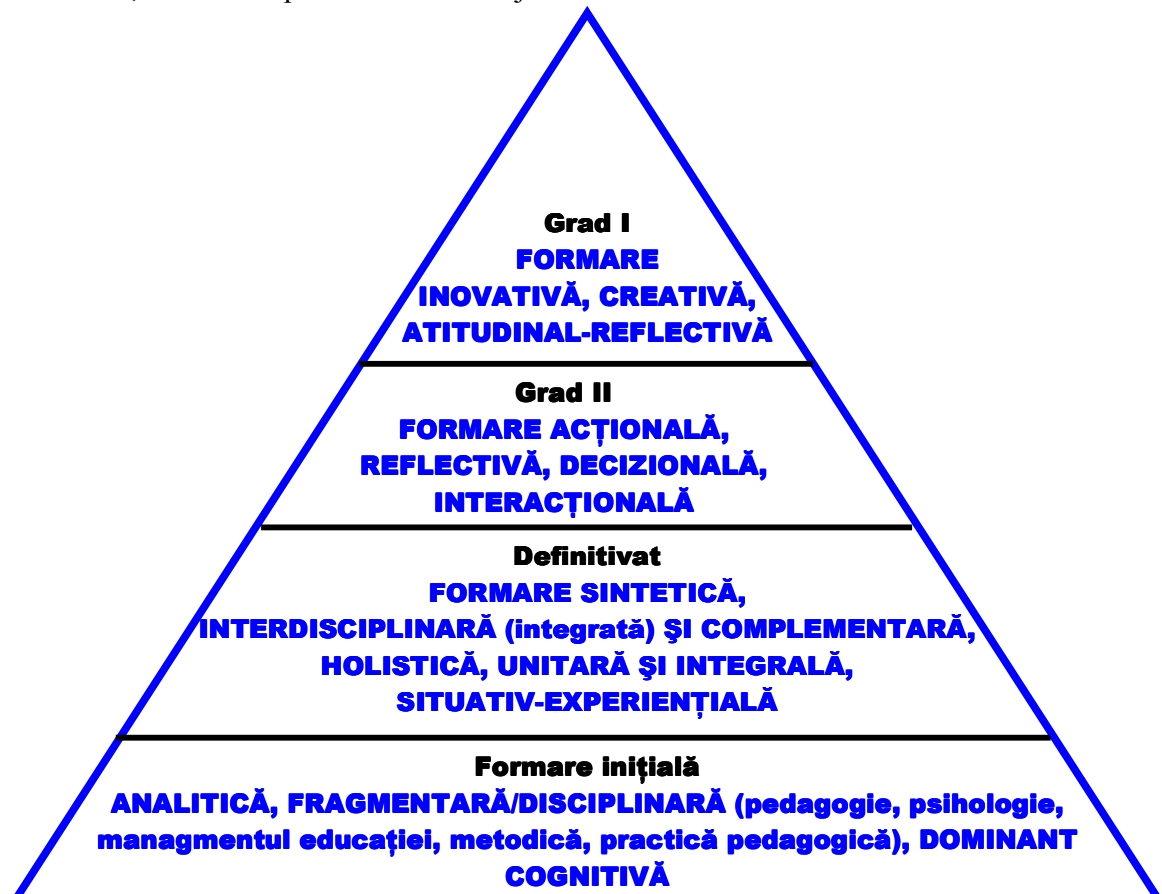 Grad I
FORMARE
INOVATIVĂ, CREATIVĂ,
ATITUDINAL-REFLECTIVĂ
Grad II
FORMARE ACȚIONALĂ,
REFLECTIVĂ, DECIZIONALĂ,
INTERACȚIONALĂ
Definitivat
FORMARE SINTETICĂ,
INTERDISCIPLINARĂ (integrată) ŞI COMPLEMENTARĂ,
HOLISTICĂ, UNITARĂ ŞI INTEGRALĂ,
SITUATIV-EXPERIENȚIALĂ
Formare inițială
ANALITICĂ, FRAGMENTARĂ/DISCIPLINARĂ (pedagogie, psihologie,
managmentul educației, metodică, practică pedagogică), DOMINANT
COGNITIVĂ